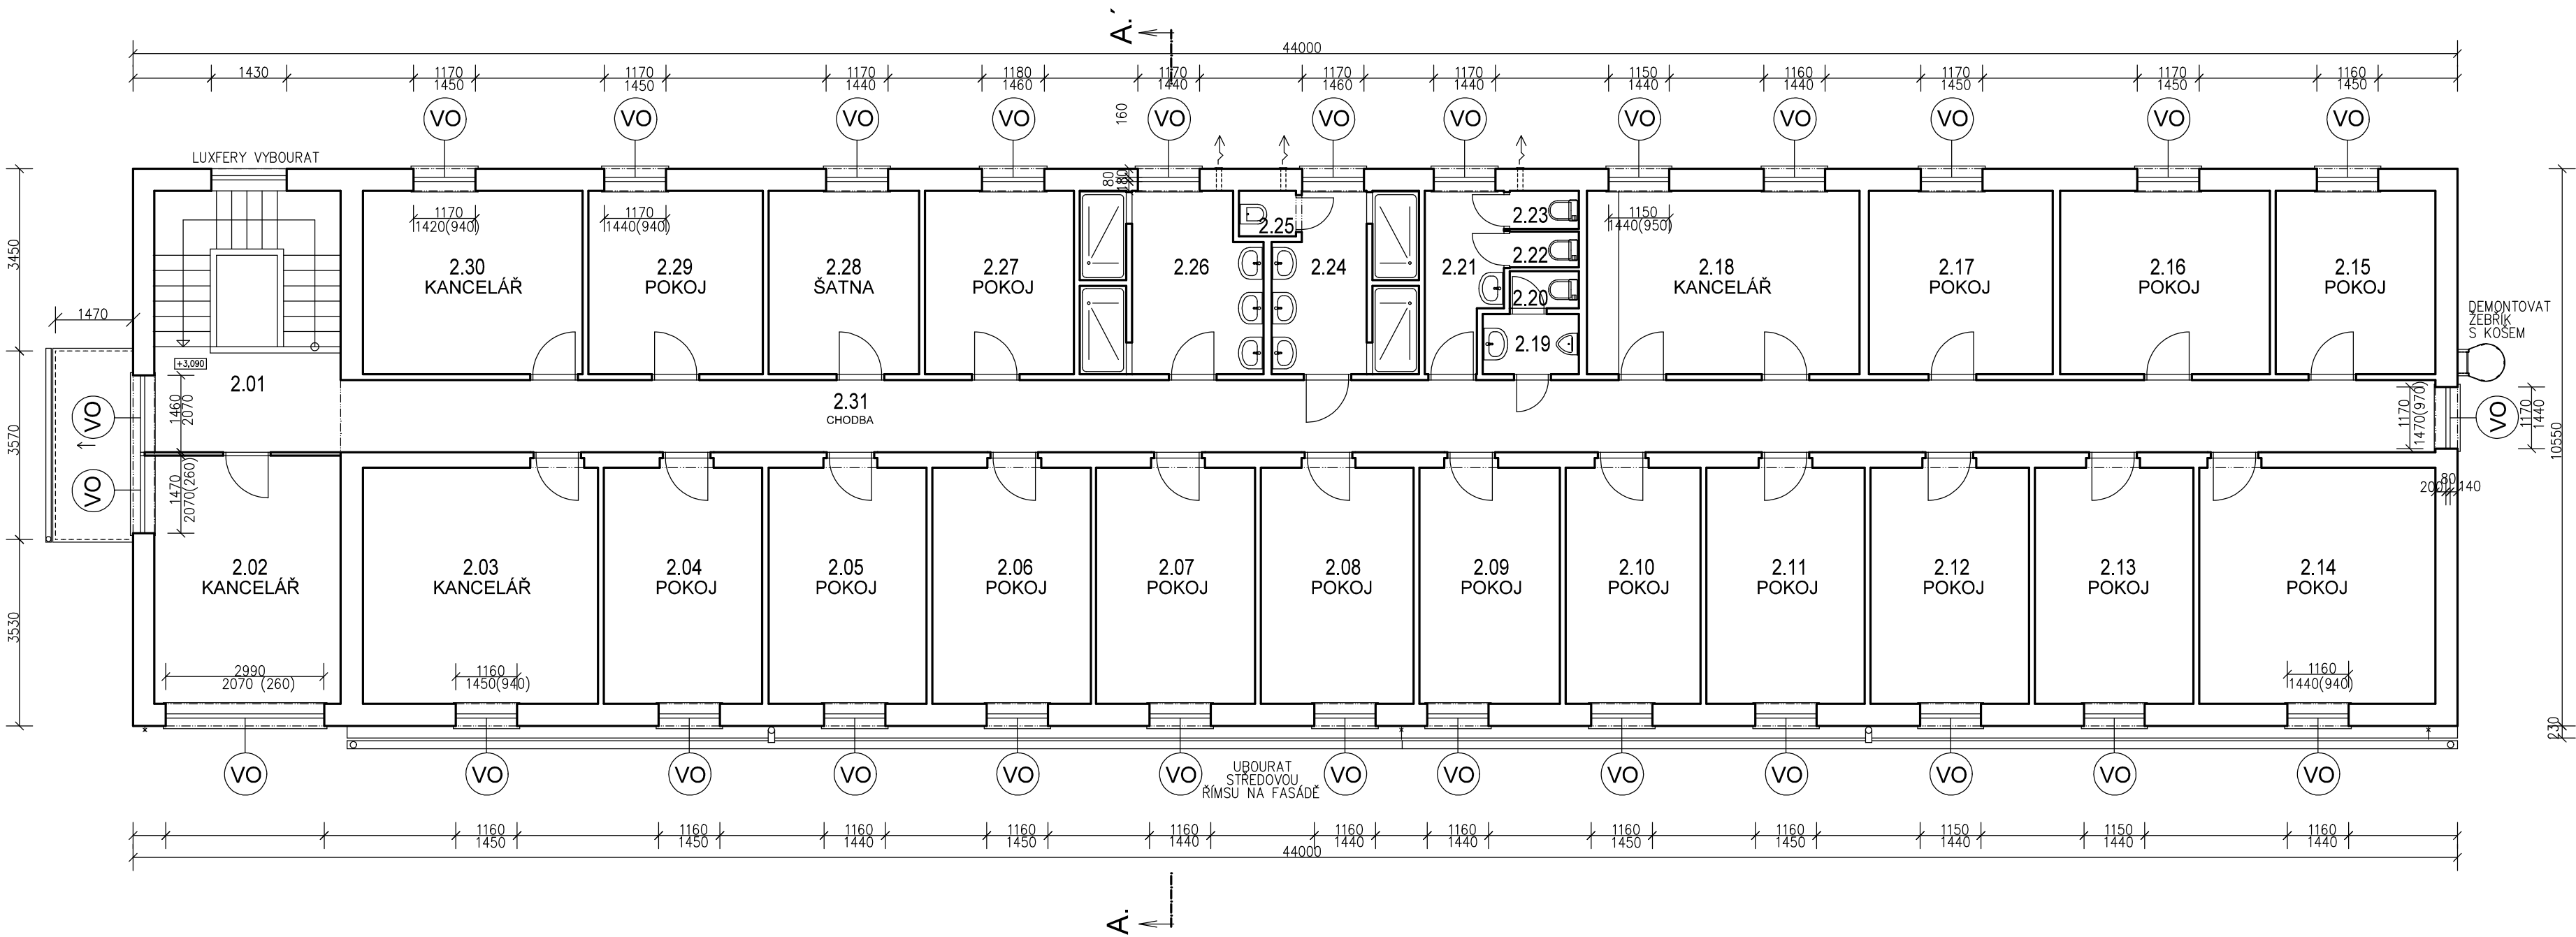 A.'
44000
1430 1170 1170 1170 1180 1170 1170 1170 1150 1160 1170 1170 1160
1450 1450 1440 1460 1440 1460 1440 1440 1440 1450 1450 1450
VO VO VO VO VO VO VO VO VO VO VO VO
160
LUXFERY VYBOURAT
80
180
1170 1170 1150
1420(940) 1440(940) 1440(950)
2.25 2.23
2.22
2.30 2.29 2.28 2.27 2.26 2.24 2.21 2.18 2.17 2.16 2.15
KANCELÁŘ POKOJ ŠATNA POKOJ KANCELÁŘ POKOJ POKOJ POKOJ
2.20
2.19
3450
1470
DEMONTOVAT
ŽEBŘÍK
S KOŠEM
+3,090
2.01
2.31
CHODBA
3570
VO
1460
2070
VO
1470
2070(260)
1170
1470(970)
VO
1170
1440
10550
200 80 140
2.02 2.03 2.04 2.05 2.06 2.07 2.08 2.09 2.10 2.11 2.12 2.13 2.14
KANCELÁŘ KANCELÁŘ POKOJ POKOJ POKOJ POKOJ POKOJ POKOJ POKOJ POKOJ POKOJ POKOJ POKOJ
3530
2990 1160 1160
2070 (260) 1450(940) 1440(940)
230
VO VO VO VO VO VO VO VO VO VO VO VO VO
UBOURAT
STŘEDOVOU
ŘÍMSU NA FASÁDĚ
1160 1160 1160 1160 1160 1160 1160 1160 1160 1150 1150 1160
1450 1450 1440 1450 1440 1440 1440 1450 1450 1440 1440 1440
44000
A.